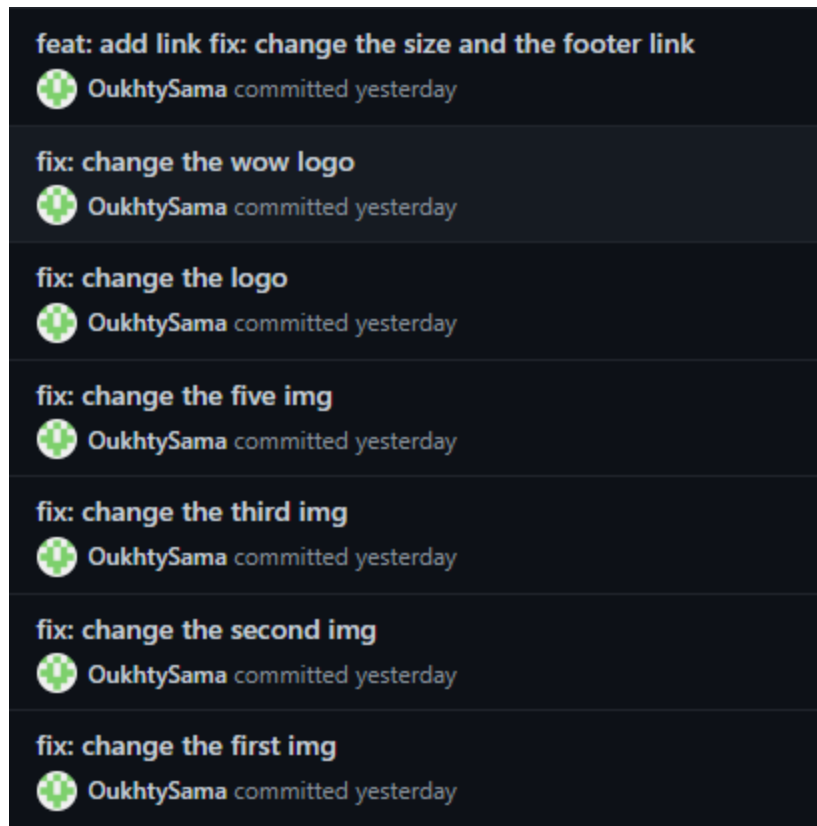 feat: add link fix: change the size and the footer link
OukhtySama committed yesterday
fix: change the wow logo
OukhtySama committed yesterday
fix: change the logo
OukhtySama committed yesterday
fix: change the five img
OukhtySama committed yesterday
fix: change the third img
OukhtySama committed yesterday
fix: change the second img
OukhtySama committed yesterday
fix: change the first img
OukhtySama committed yesterday